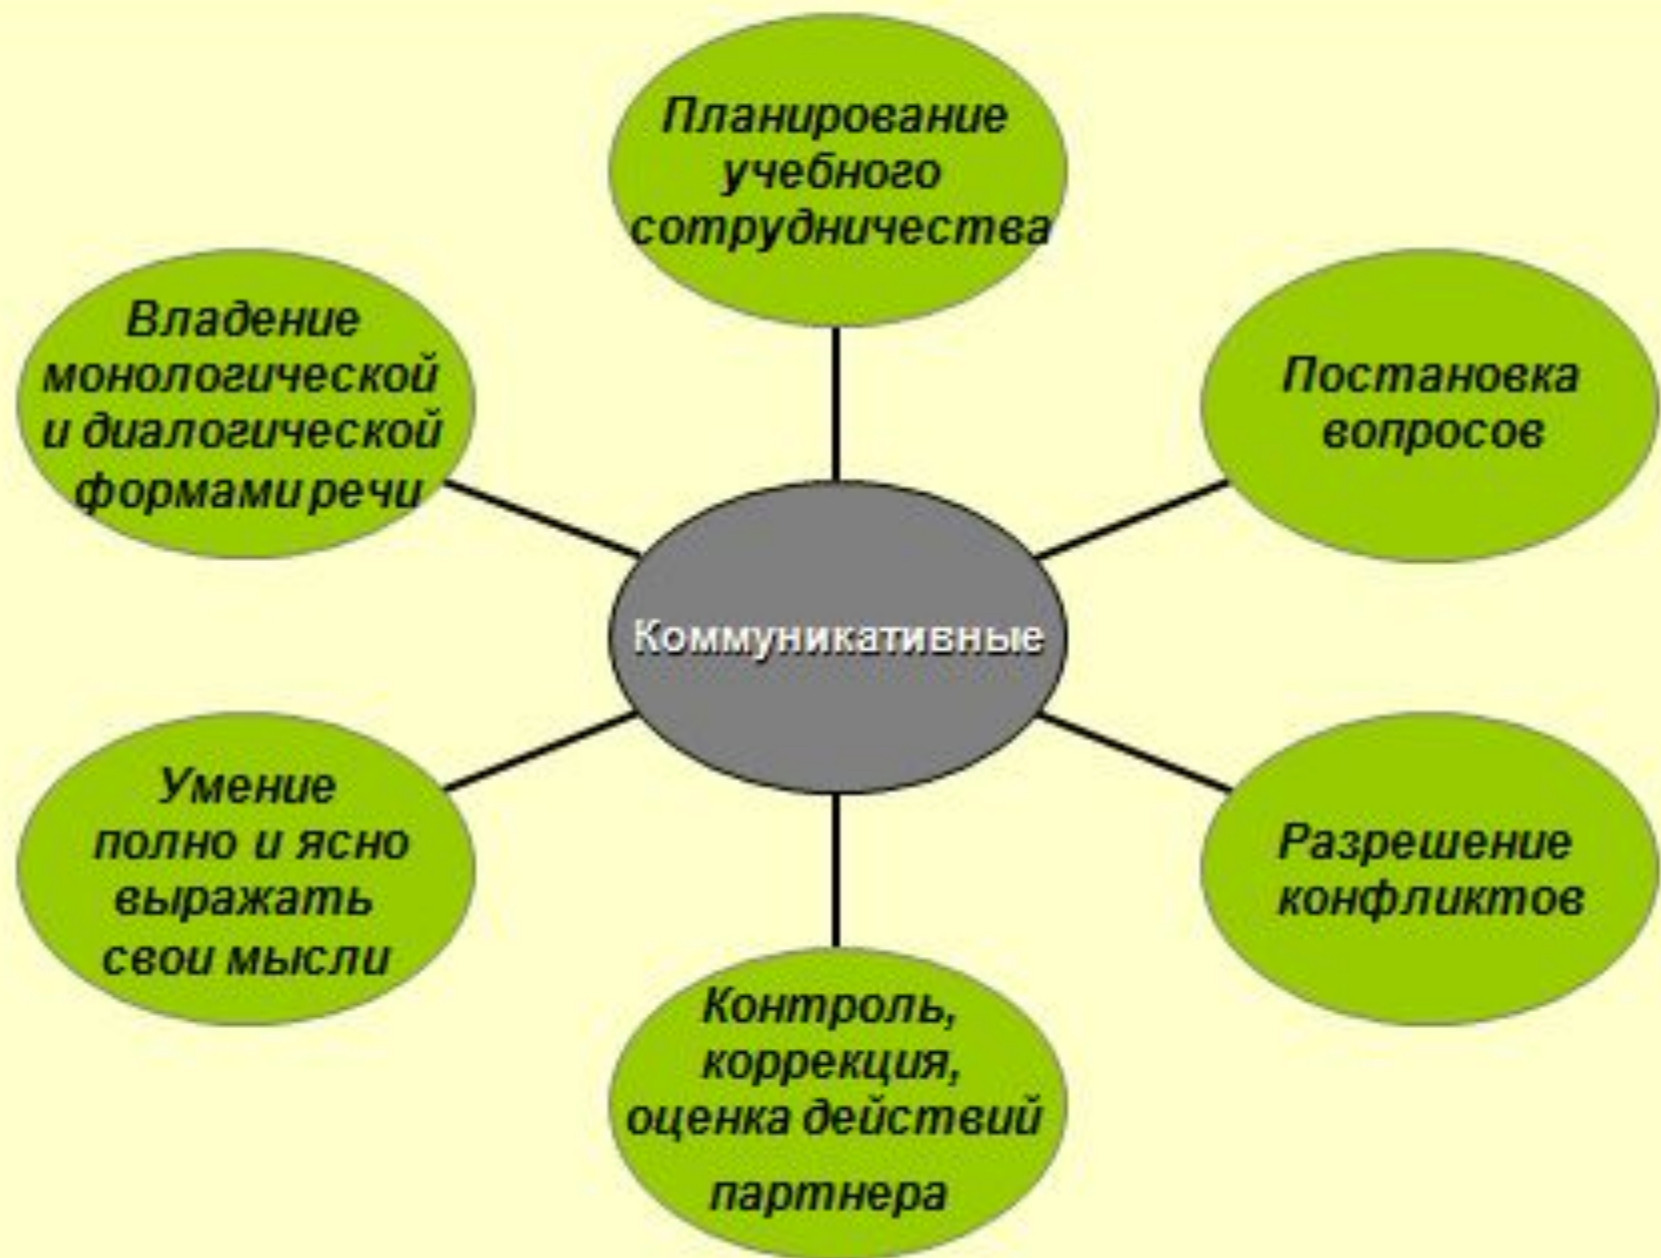 Планирование
учебного
сотрудничества
Владение
монологической
и диалогической
формами речи
Постановка
вопросов
Коммуникативные
Умение
полно и ясно
выражать
свои мысли
Разрешение
конфликтов
Контроль,
коррекция,
оценка действий
партнера